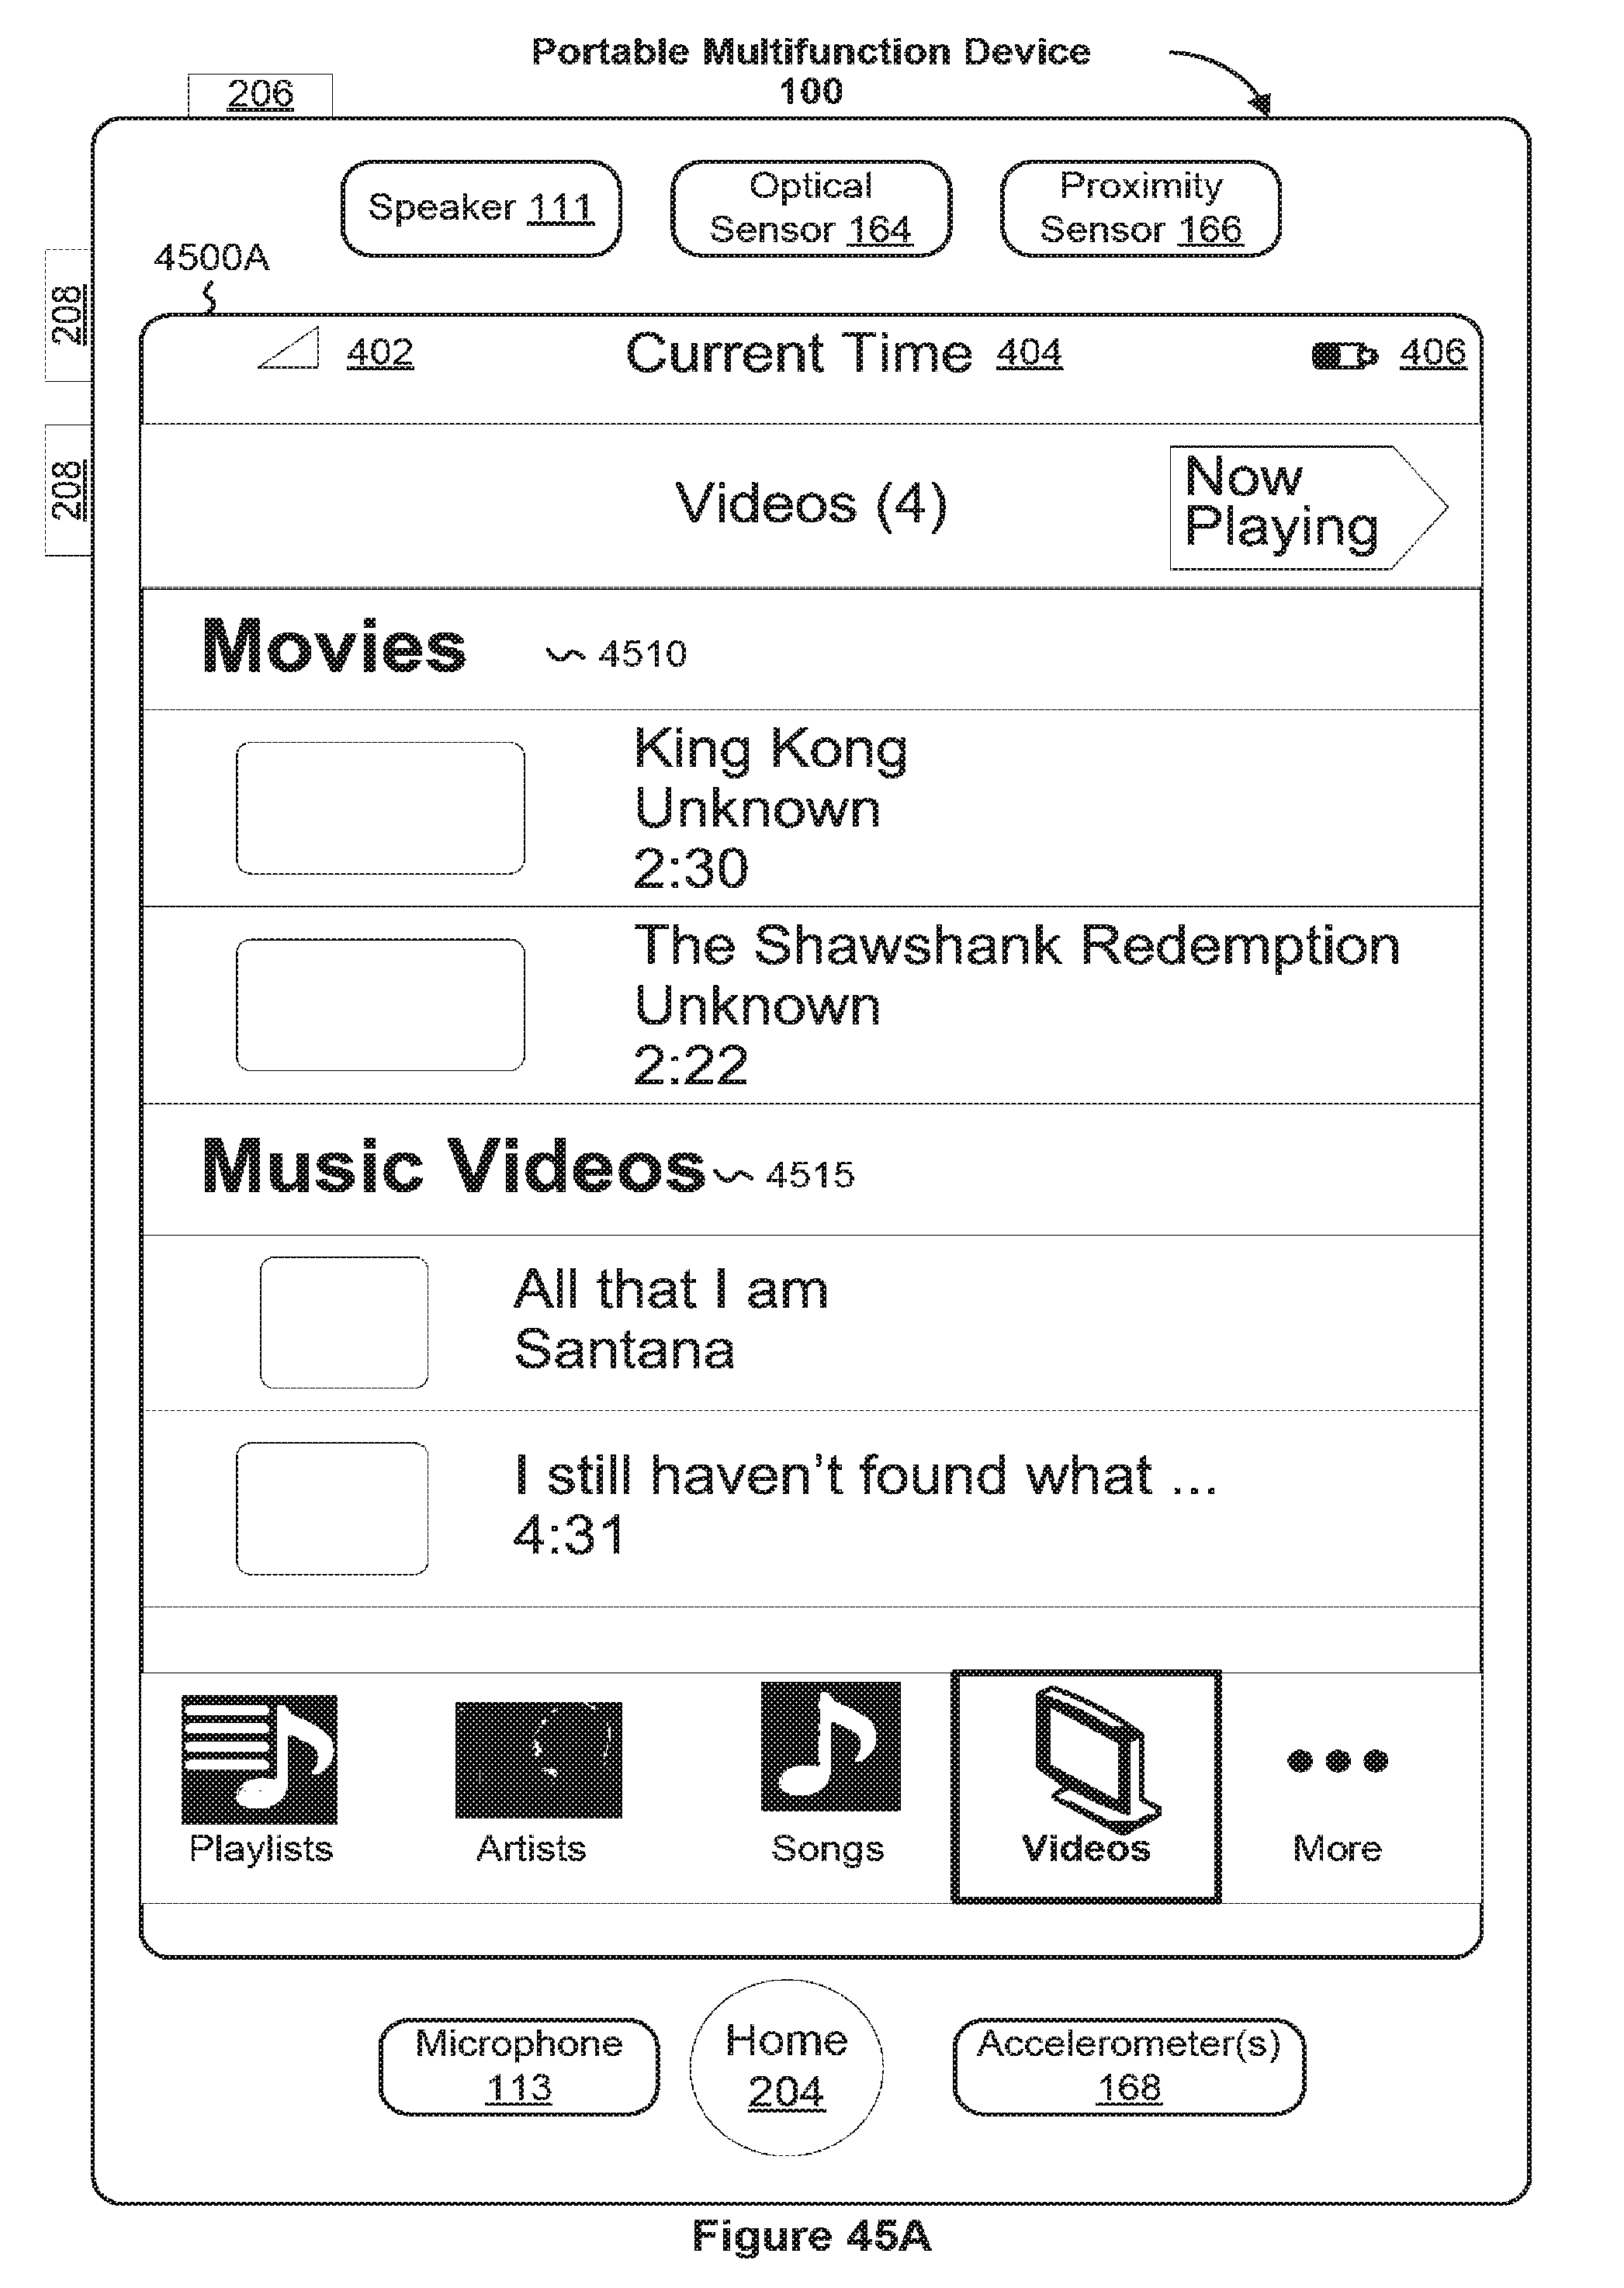 Portable Multifunction Device
100
206
Speaker 111
Optical
Sensor 164
Proximity
Sensor 166
4500A
208
208
402
Current Time 404
406
Videos (4)
Now
Playing
Movies
4510
King Kong
Unknown
2:30
The Shawshank Redemption
Unknown
2:22
Music Videos
4515
All that I am
Santana
I still haven't found what ...
4:31
Playlists
Artists
Songs
Videos
More
Microphone
113
Home
204
Accelerometer(s)
168
Figure 45A